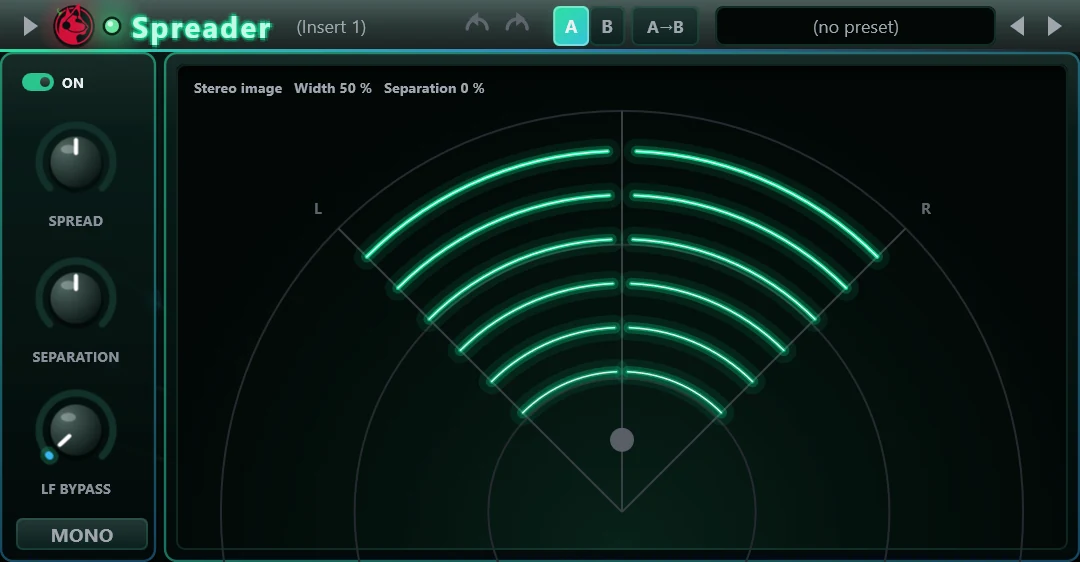 Spreader (Insert 1) A B A→B (no preset)
ON
Stereo image Width 50 % Separation 0 %
L R
SPREAD
SEPARATION
LF BYPASS
MONO